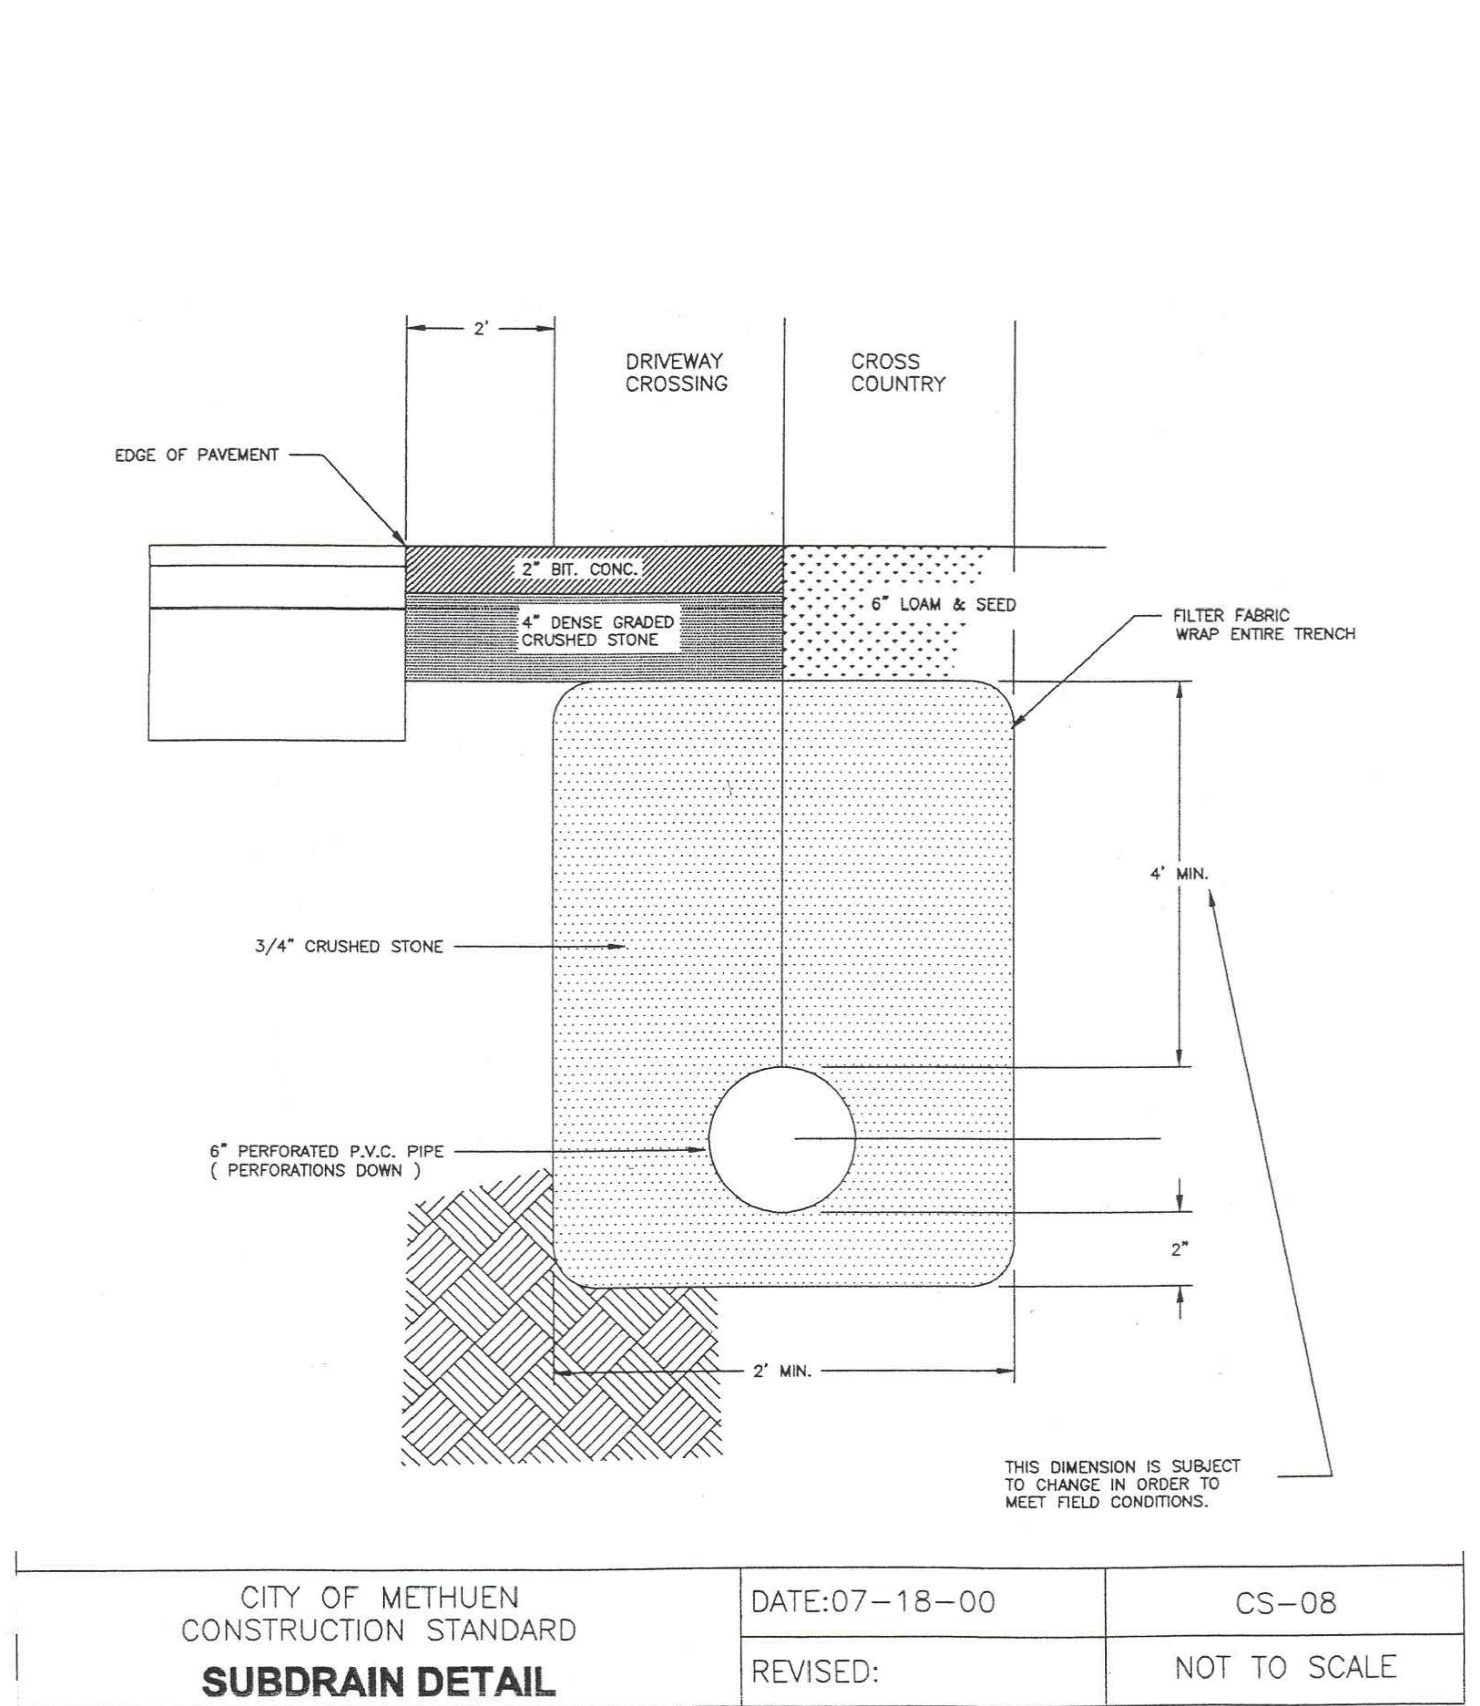 2'
DRIVEWAY
CROSSING
CROSS
COUNTRY
EDGE OF PAVEMENT
2" BIT. CONC.
4" DENSE GRADED
CRUSHED STONE
6" LOAM & SEED
FILTER FABRIC
WRAP ENTIRE TRENCH
4' MIN.
3/4" CRUSHED STONE
6" PERFORATED P.V.C. PIPE
( PERFORATIONS DOWN )
2"
2' MIN.
THIS DIMENSION IS SUBJECT
TO CHANGE IN ORDER TO
MEET FIELD CONDITIONS.
CITY OF METHUEN
CONSTRUCTION STANDARD
SUBDRAIN DETAIL
DATE:07-18-00
CS-08
REVISED:
NOT TO SCALE